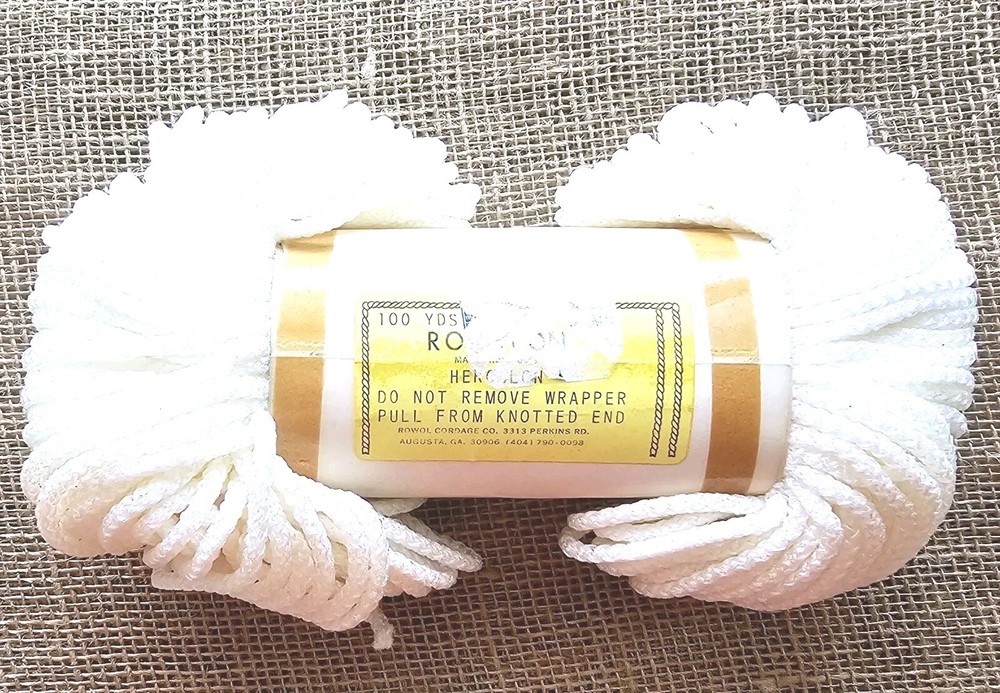 100 YDS
DO NOT REMOVE WRAPPER
PULL FROM KNOTTED END
ROWOL CORDAGE CO. 3313 PERKINS RD.
AUGUSTA, GA. 30906 (404) 790-0098